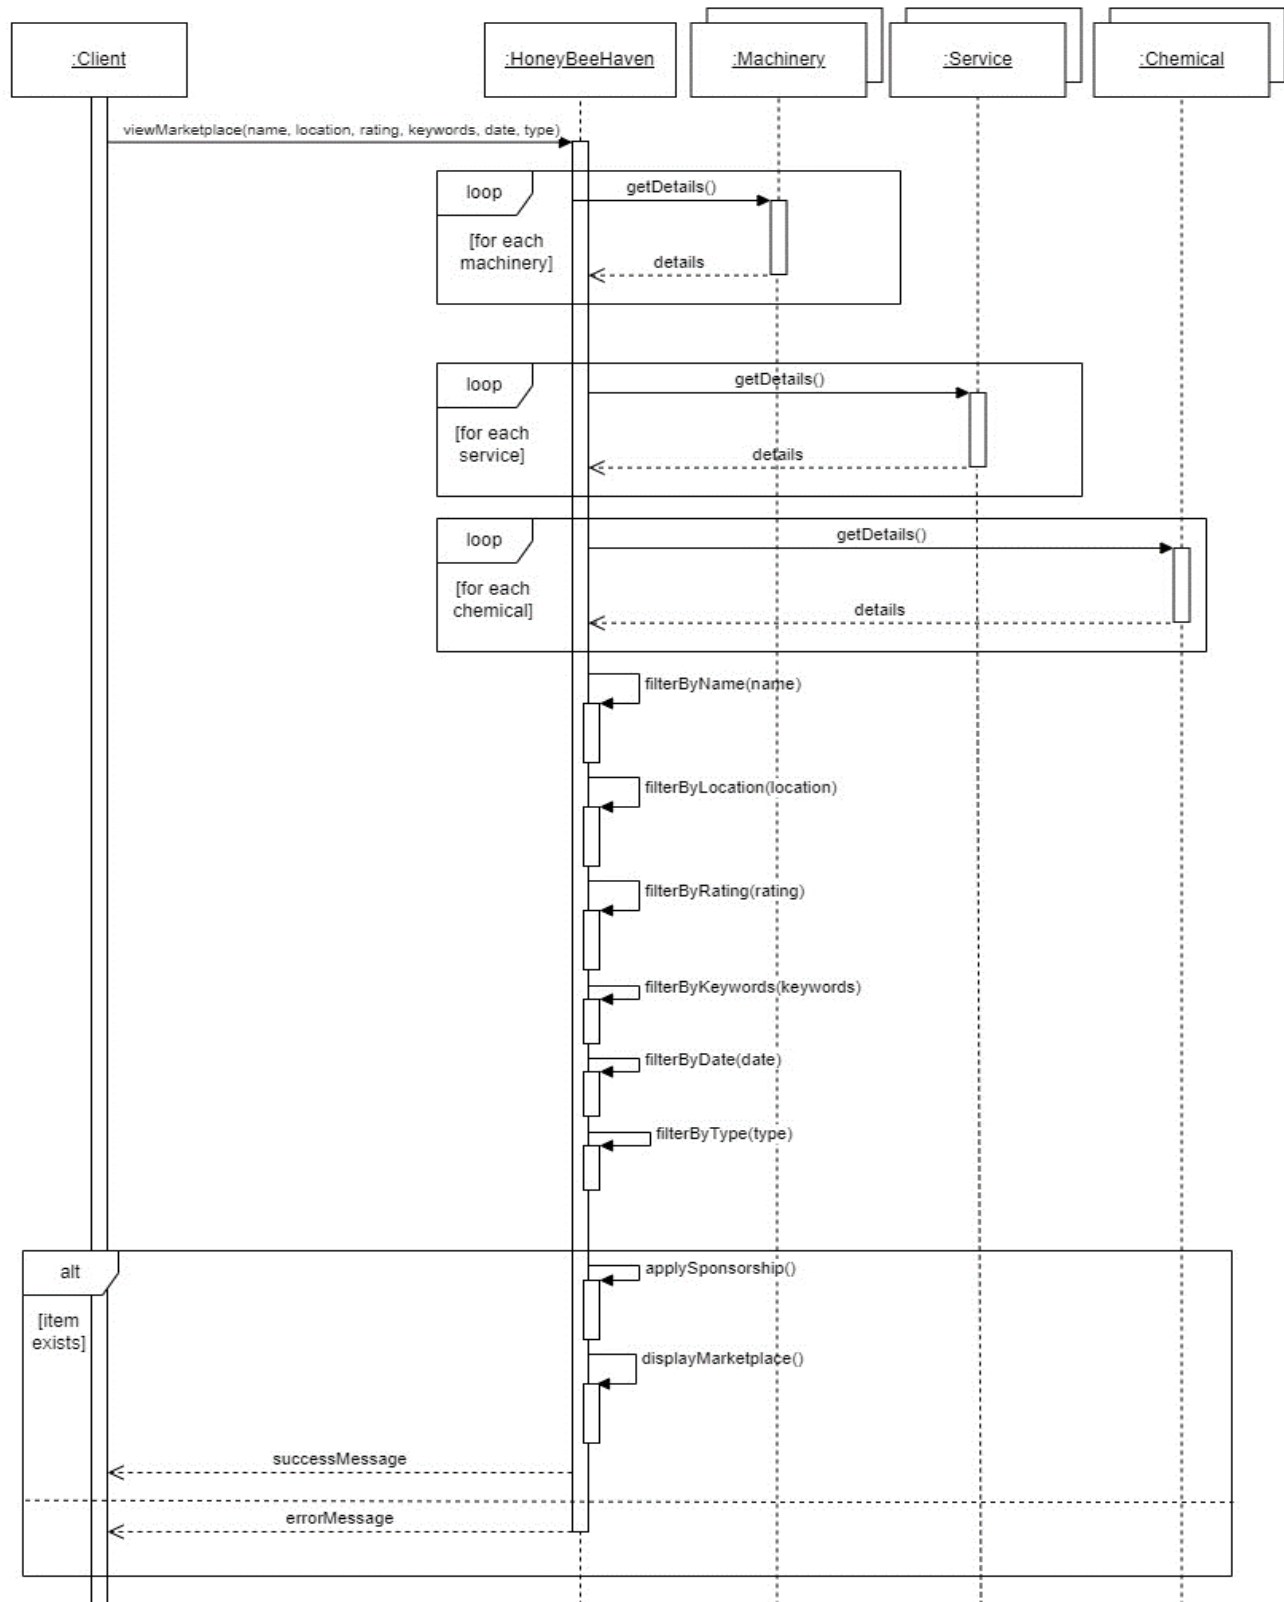 :Client
:HoneyBeeHaven
:Machinery
:Service
:Chemical
viewMarketplace(name, location, rating, keywords, date, type)
loop
getDetails()
[for each
machinery]
details
loop
getDetails()
[for each
service]
details
loop
getDetails()
[for each
chemical]
details
filterByName(name)
filterByLocation(location)
filterByRating(rating)
filterByKeywords(keywords)
filterByDate(date)
filterByType(type)
alt
applySponsorship()
[item
exists]
displayMarketplace()
successMessage
errorMessage